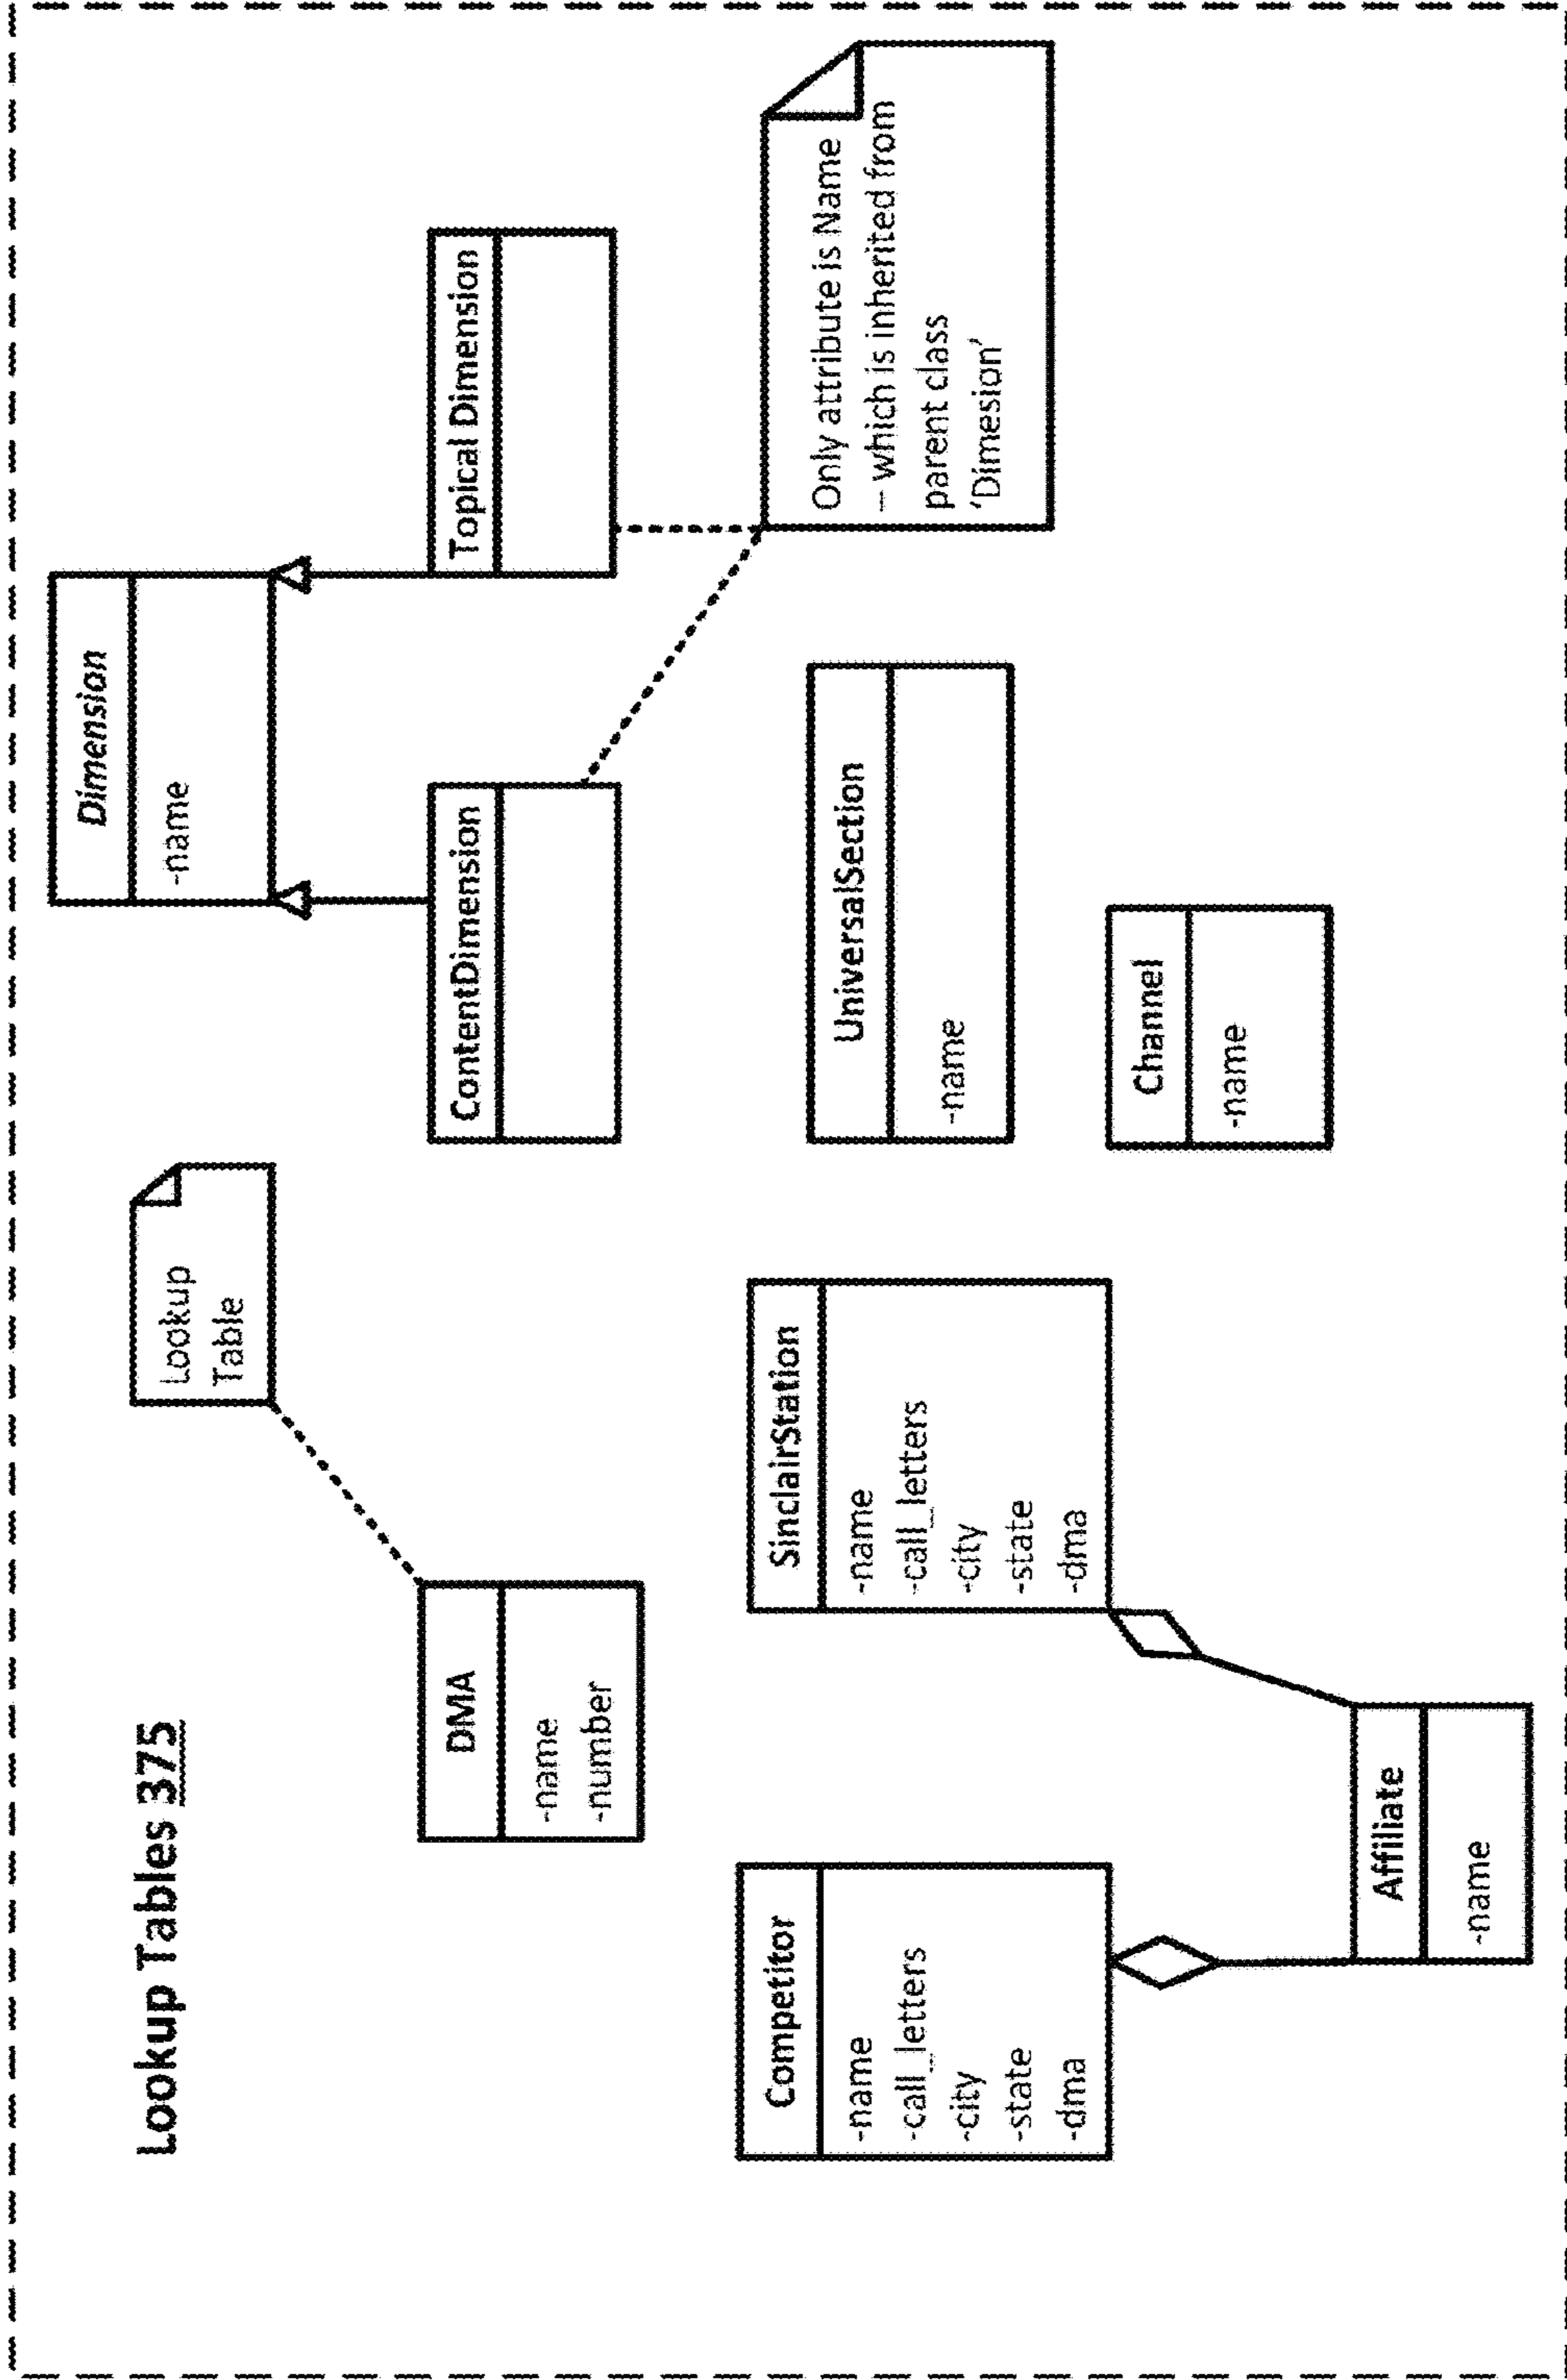 Lookup Tables 375
Lookup
Table
Dimension
-name
DMA
-name
-number
ContentDimension
Topical Dimension
Competitor
-name
-call_letters
-city
-state
-dma
SinclairStation
-name
-call_letters
-city
-state
-dma
UniversalSection
-name
Only attribute is Name
– which is inherited from
parent class
‘Dimesion’
Channel
-name
Affiliate
-name